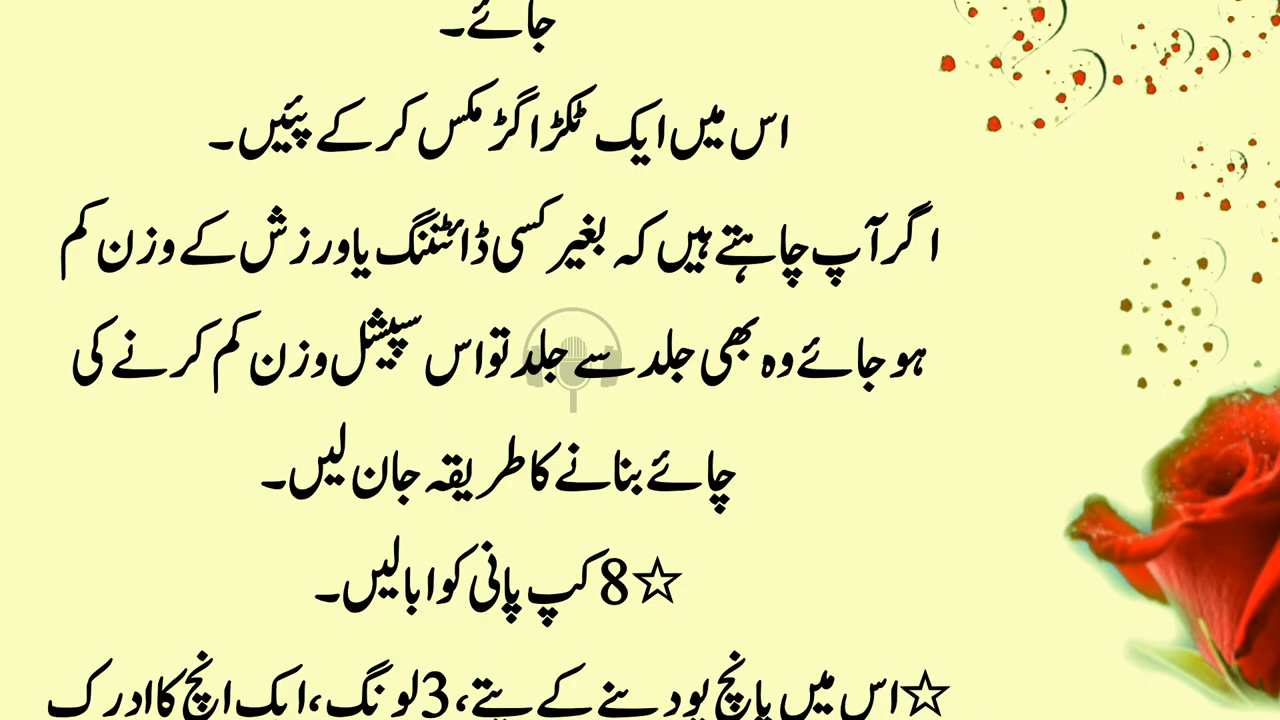 جائے۔
اس میں ایک ٹکڑا گڑ مکس کر کے پئیں۔
اگر آپ چاہتے ہیں کہ بغیر کسی ڈائٹننگ یا ورزش کے وزن کم
ہو جائے وہ بھی جلد سے جلد تو اس سپیشل وزن کم کرنے کی
چائے بنانے کا طریقہ جان لیں۔
☆8 کپ پانی کو ابالیں۔
☆اس میں پانچ پودینے کے پتے، 3 لونگ، ایک انچ کا ادرک